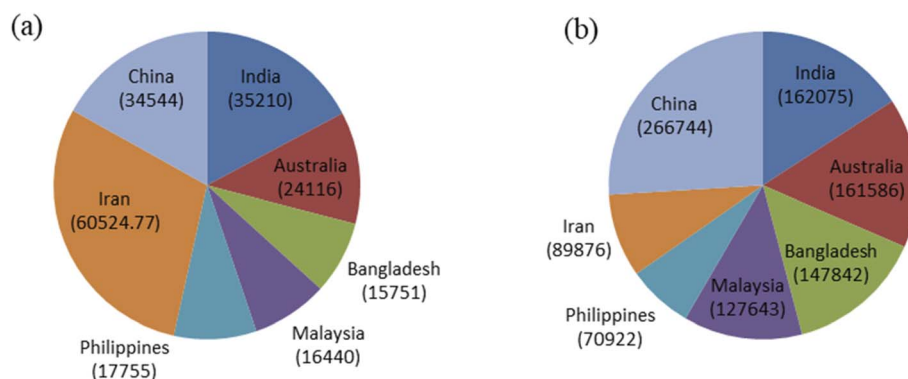 (a)
China
(34544)
India
(35210)
Australia
(24116)
Iran
(60524.77)
Bangladesh
(15751)
Malaysia
(16440)
Philippines
(17755)
(b)
India
(162075)
China
(266744)
Australia
(161586)
Iran
(89876)
Bangladesh
(147842)
Malaysia
(127643)
Philippines
(70922)